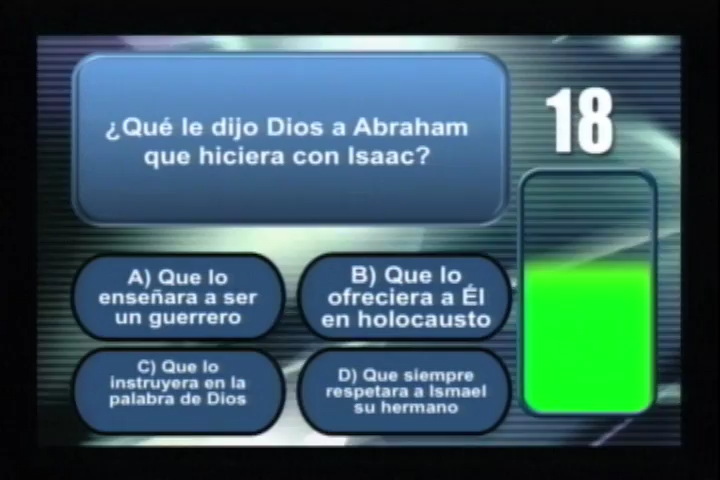 ¿Qué le dijo Dios a Abraham
que hiciera con Isaac?
18
A) Que lo
enseñara a ser
un guerrero
B) Que lo
ofreciera a Él
en holocausto
C) Que lo
instruyera en la
palabra de Dios
D) Que siempre
respetara a Ismael
su hermano